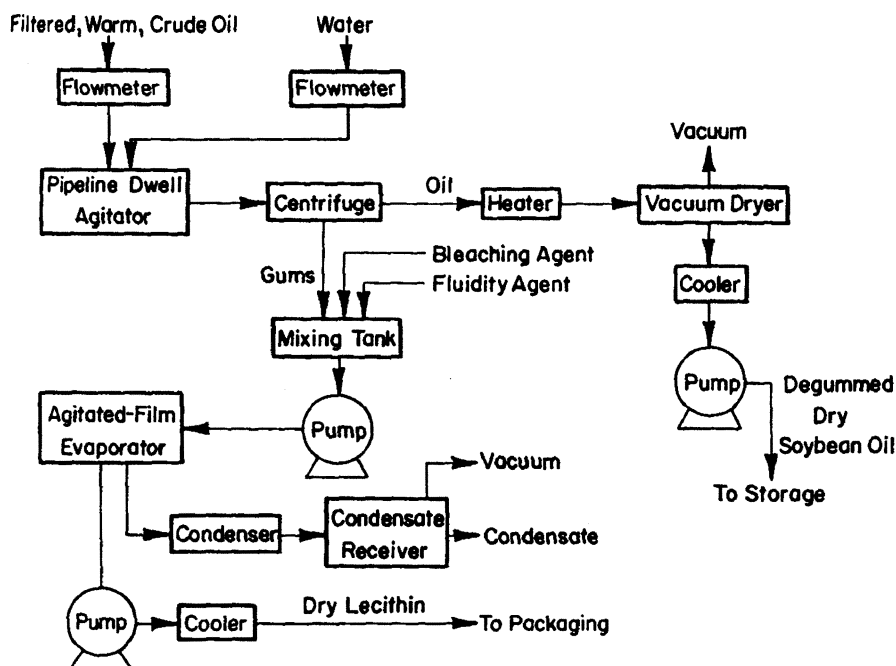 Filtered, Warm, Crude Oil
Water
Flowmeter
Flowmeter
Vacuum
Pipeline Dwell
Agitator
Centrifuge
Oil
Heater
Vacuum Dryer
Gums
Bleaching Agent
Fluidity Agent
Cooler
Mixing Tank
Pump
Degummed
Dry
Soybean Oil
To Storage
Agitated-Film
Evaporator
Pump
Vacuum
Condenser
Condensate
Receiver
Condensate
Pump
Cooler
Dry Lecithin
To Packaging